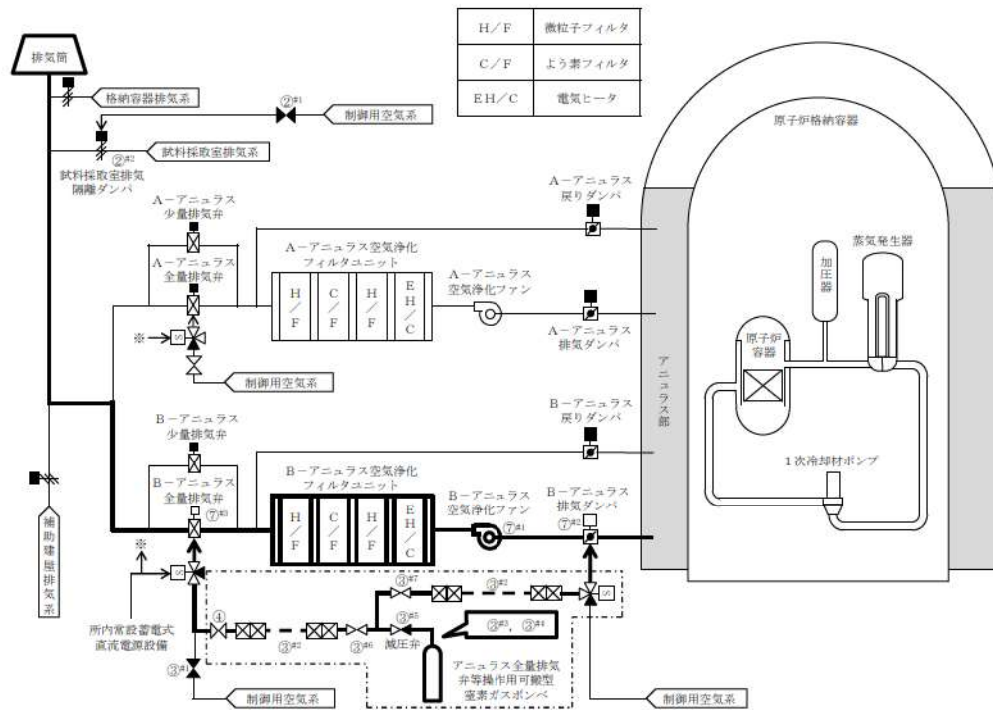 H/F 微粒子フィルタ
C/F よう素フィルタ
EH/C 電気ヒータ
排気筒
格納容器排気系
②#1
制御用空気系
試料採取室排気系
②#2
試料採取室排気
隔離ダンパ
原子炉格納容器
A-アニュラス
戻りダンパ
A-アニュラス
少量排気弁
A-アニュラス
全量排気弁
A-アニュラス空気浄化
フィルタユニット
H/F
C/F
H/F
EH/C
A-アニュラス
空気浄化ファン
A-アニュラス
排気ダンパ
※
S
制御用空気系
蒸気発生器
加圧器
原子炉
容器
1次冷却材ポンプ
アニュラス部
B-アニュラス
戻りダンパ
B-アニュラス
少量排気弁
B-アニュラス
全量排気弁
⑦#3
B-アニュラス空気浄化
フィルタユニット
H/F
C/F
H/F
EH/C
B-アニュラス
空気浄化ファン
⑦#1
B-アニュラス
排気ダンパ
⑦#2
補助建屋排気系
※
S
所内常設蓄電式
直流電源設備
③#7
③#2
S
④
③#2
③#6
③#5
減圧弁
③#3, ③#4
③#1
アニュラス全量排気
弁等操作用可搬型
窒素ガスボンベ
制御用空気系
制御用空気系